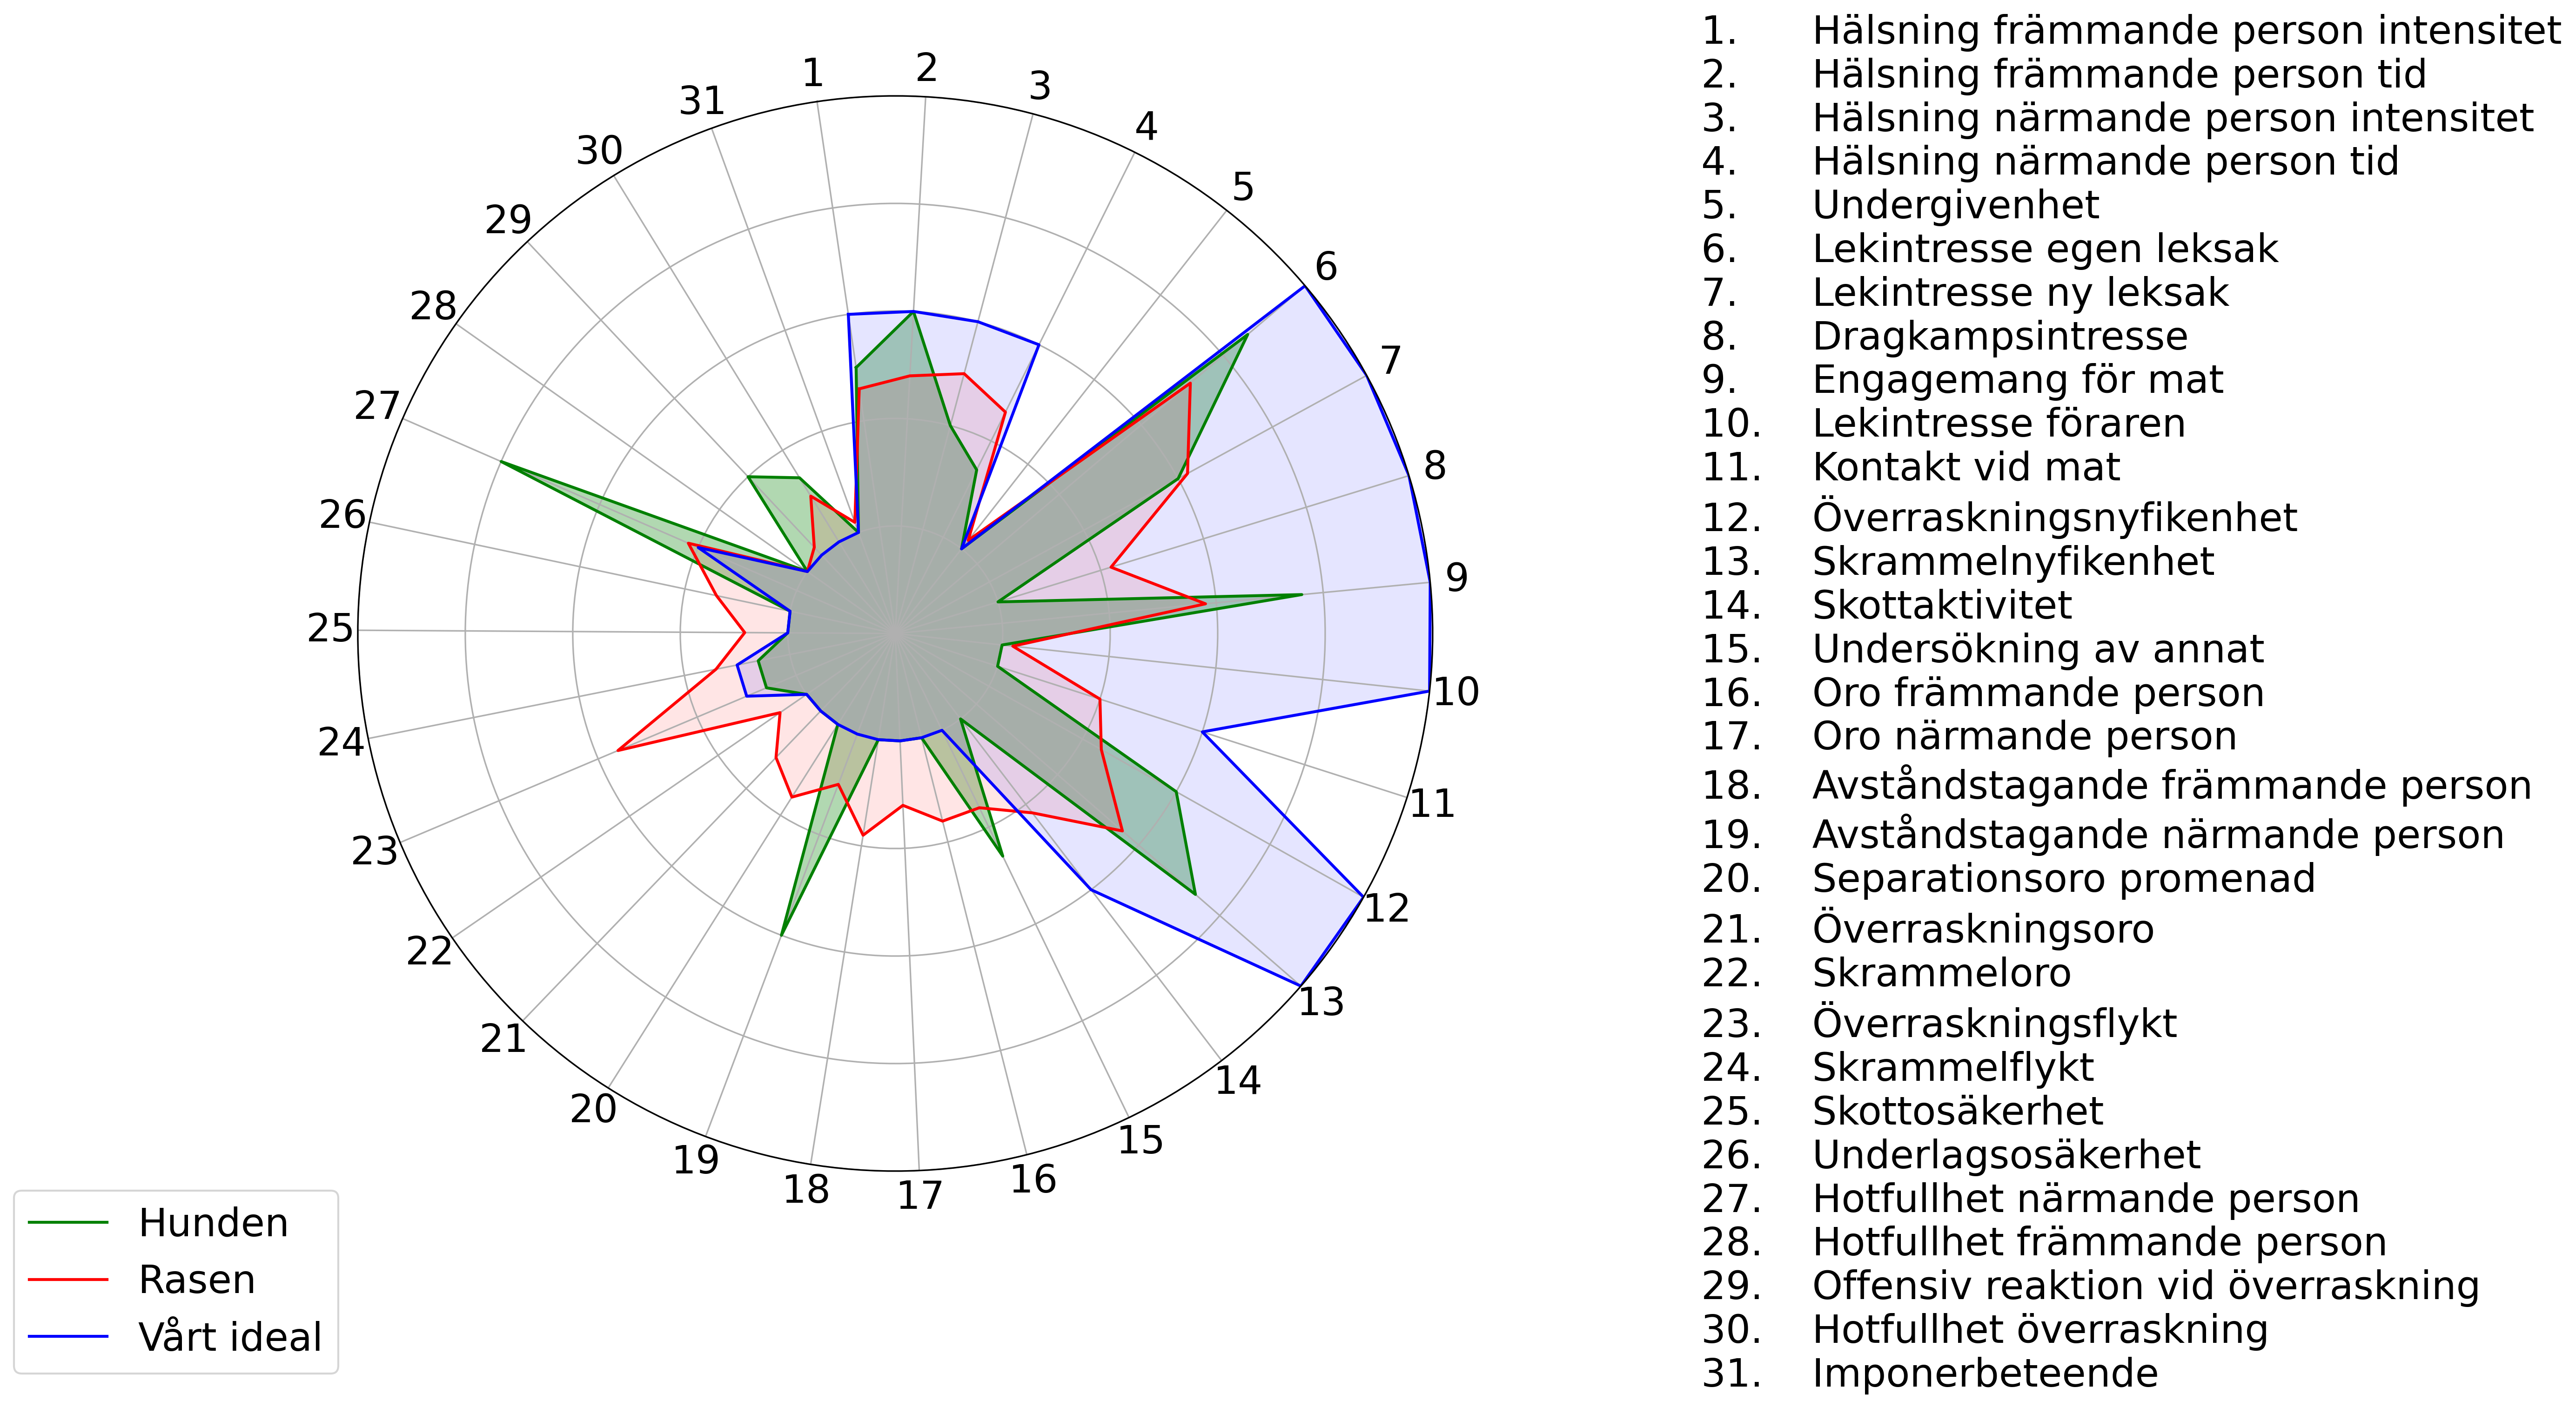 1
2
3
4
5
6
7
8
9
10
11
12
13
14
15
16
17
18
19
20
21
22
23
24
25
26
27
28
29
30
31
Hunden
Rasen
Vårt ideal
1. Hälsning främmande person intensitet
2. Hälsning främmande person tid
3. Hälsning närmande person intensitet
4. Hälsning närmande person tid
5. Undergivenhet
6. Lekintresse egen leksak
7. Lekintresse ny leksak
8. Dragkampsintresse
9. Engagemang för mat
10. Lekintresse föraren
11. Kontakt vid mat
12. Överraskningsnyfikenhet
13. Skrammelnyfikenhet
14. Skottaktivitet
15. Undersökning av annat
16. Oro främmande person
17. Oro närmande person
18. Avståndstagande främmande person
19. Avståndstagande närmande person
20. Separationsoro promenad
21. Överraskningsoro
22. Skrammeloro
23. Överraskningsflykt
24. Skrammelflykt
25. Skottosäkerhet
26. Underlagsosäkerhet
27. Hotfullhet närmande person
28. Hotfullhet främmande person
29. Offensiv reaktion vid överraskning
30. Hotfullhet överraskning
31. Imponerbeteende